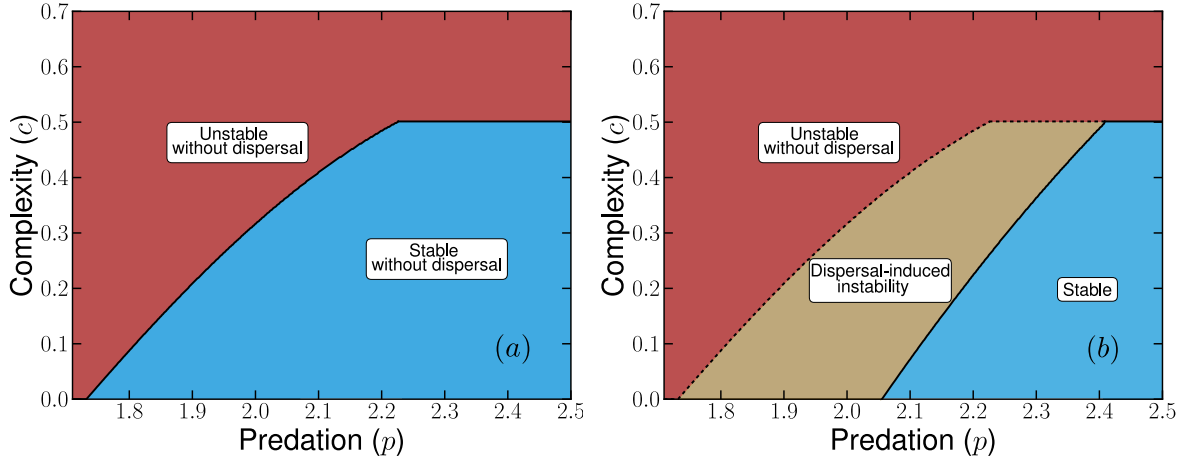 0.7
0.6
0.5
0.4
0.3
0.2
0.1
0.0
Complexity (c)
Unstable
without dispersal
Stable
without dispersal
(a)
1.8 1.9 2.0 2.1 2.2 2.3 2.4 2.5
Predation (p)
0.7
0.6
0.5
0.4
0.3
0.2
0.1
0.0
Complexity (c)
Unstable
without dispersal
Dispersal-induced
instability
Stable
(b)
1.8 1.9 2.0 2.1 2.2 2.3 2.4 2.5
Predation (p)